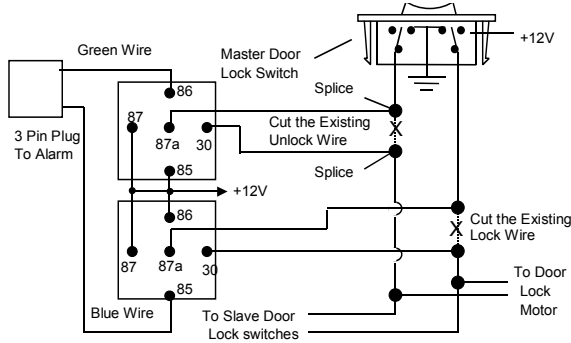 +12V
Green Wire
Master Door
Lock Switch
Splice
86
87
87a
30
Cut the Existing
Unlock Wire
X
3 Pin Plug
To Alarm
85
Splice
+12V
86
Cut the Existing
Lock Wire
X
87
87a
30
85
To Door
Lock
Motor
Blue Wire
To Slave Door
Lock switches